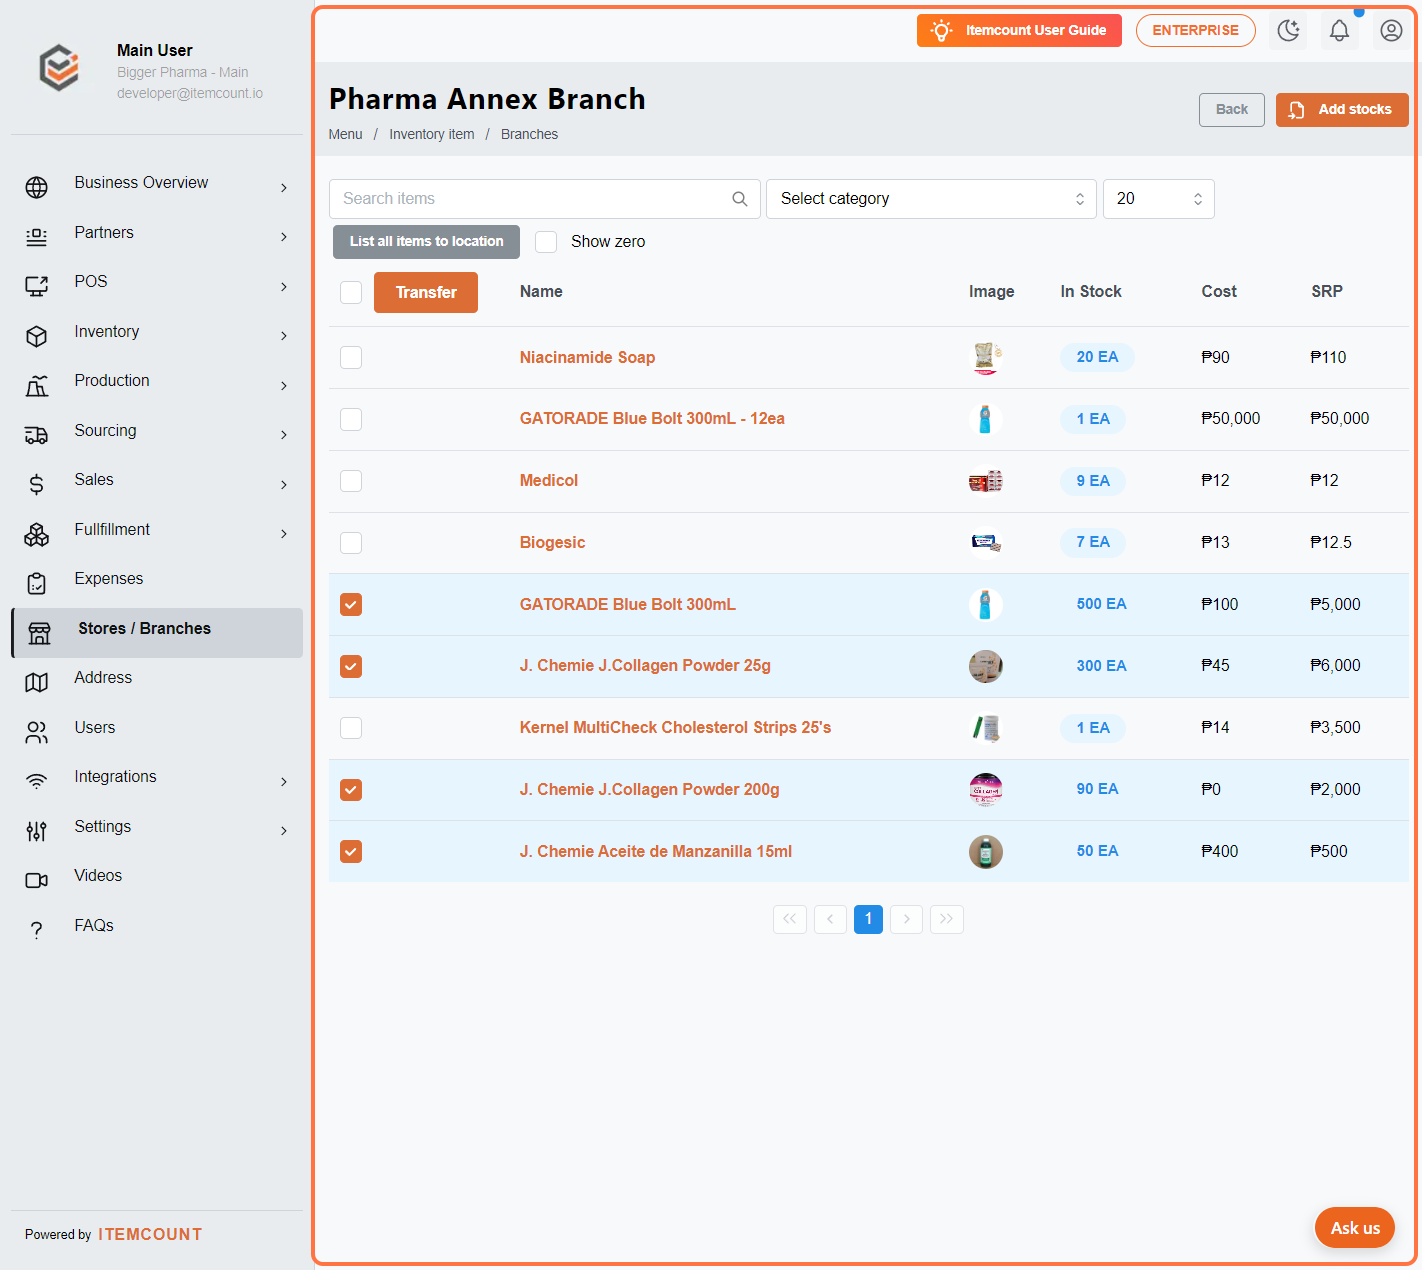 Main User
Bigger Pharma - Main
developer@itemcount.io
Business Overview
Partners
POS
Inventory
Production
Sourcing
Sales
Fullfillment
Expenses
Stores / Branches
Address
Users
Integrations
Settings
Videos
FAQs
Powered by ITEMCOUNT
Itemcount User Guide
ENTERPRISE
Pharma Annex Branch
Menu / Inventory item / Branches
Back
Add stocks
Search items
Select category
20
List all items to location
Show zero
Transfer Name Image In Stock Cost SRP
Niacinamide Soap 20 EA ₱90 ₱110
GATORADE Blue Bolt 300mL - 12ea 1 EA ₱50,000 ₱50,000
Medicol 9 EA ₱12 ₱12
Biogesic 7 EA ₱13 ₱12.5
GATORADE Blue Bolt 300mL 500 EA ₱100 ₱5,000
J. Chemie J.Collagen Powder 25g 300 EA ₱45 ₱6,000
Kernel MultiCheck Cholesterol Strips 25's 1 EA ₱14 ₱3,500
J. Chemie J.Collagen Powder 200g 90 EA ₱0 ₱2,000
J. Chemie Aceite de Manzanilla 15ml 50 EA ₱400 ₱500
<< < 1 > >>
Ask us